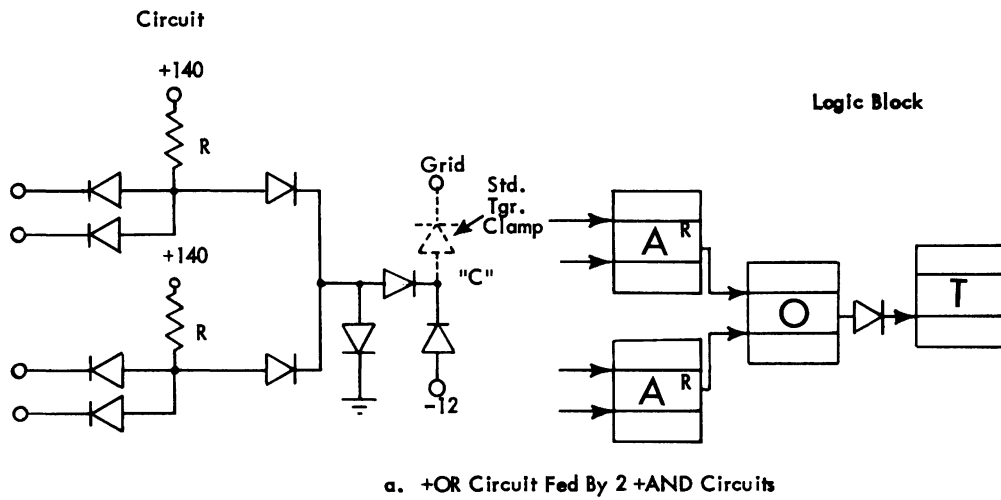 Circuit
+140
R
Logic Block
Grid
Std.
Tgr.
Clamp
+140
R
"C"
-12
A R
O
T
A R
a. +OR Circuit Fed By 2 +AND Circuits